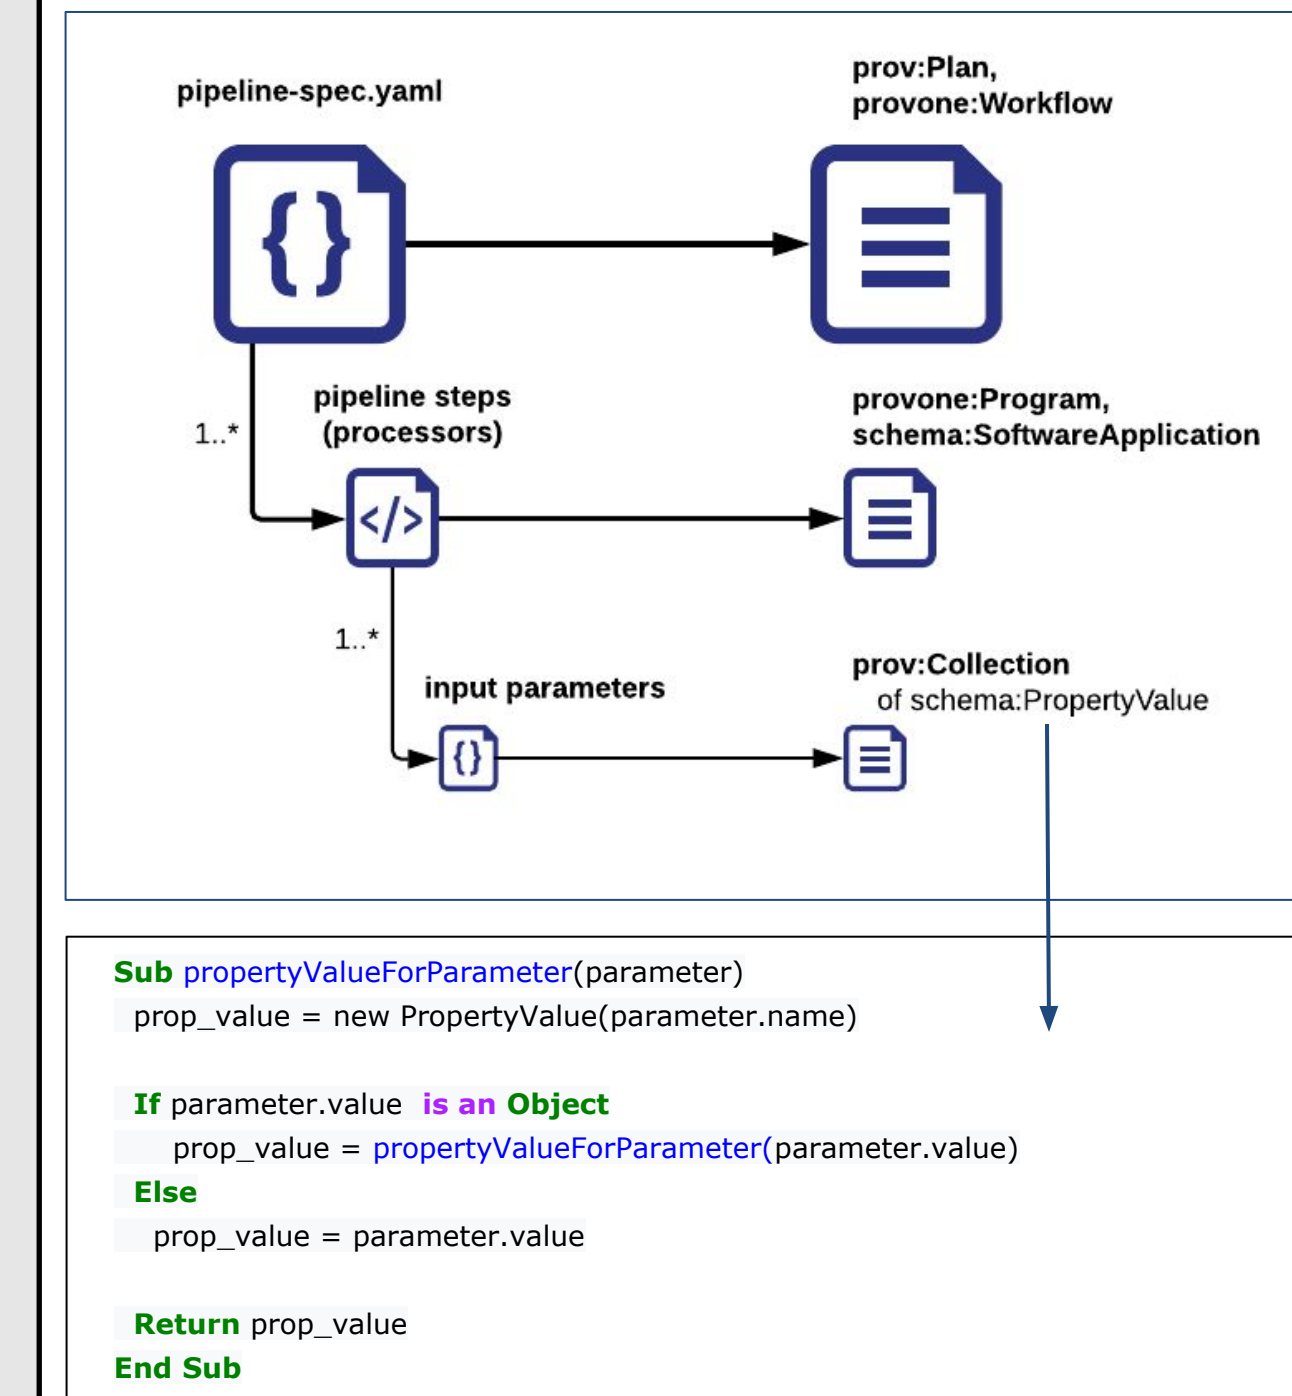 pipeline-spec.yaml
prov:Plan,
provone:Workflow
{}
1..*
pipeline steps
(processors)
</>
provone:Program,
schema:SoftwareApplication
1..*
input parameters
{}
prov:Collection
of schema:PropertyValue
Sub propertyValueForParameter(parameter)
prop_value = new PropertyValue(parameter.name)
If parameter.value is an Object
prop_value = propertyValueForParameter(parameter.value)
Else
prop_value = parameter.value
Return prop_value
End Sub